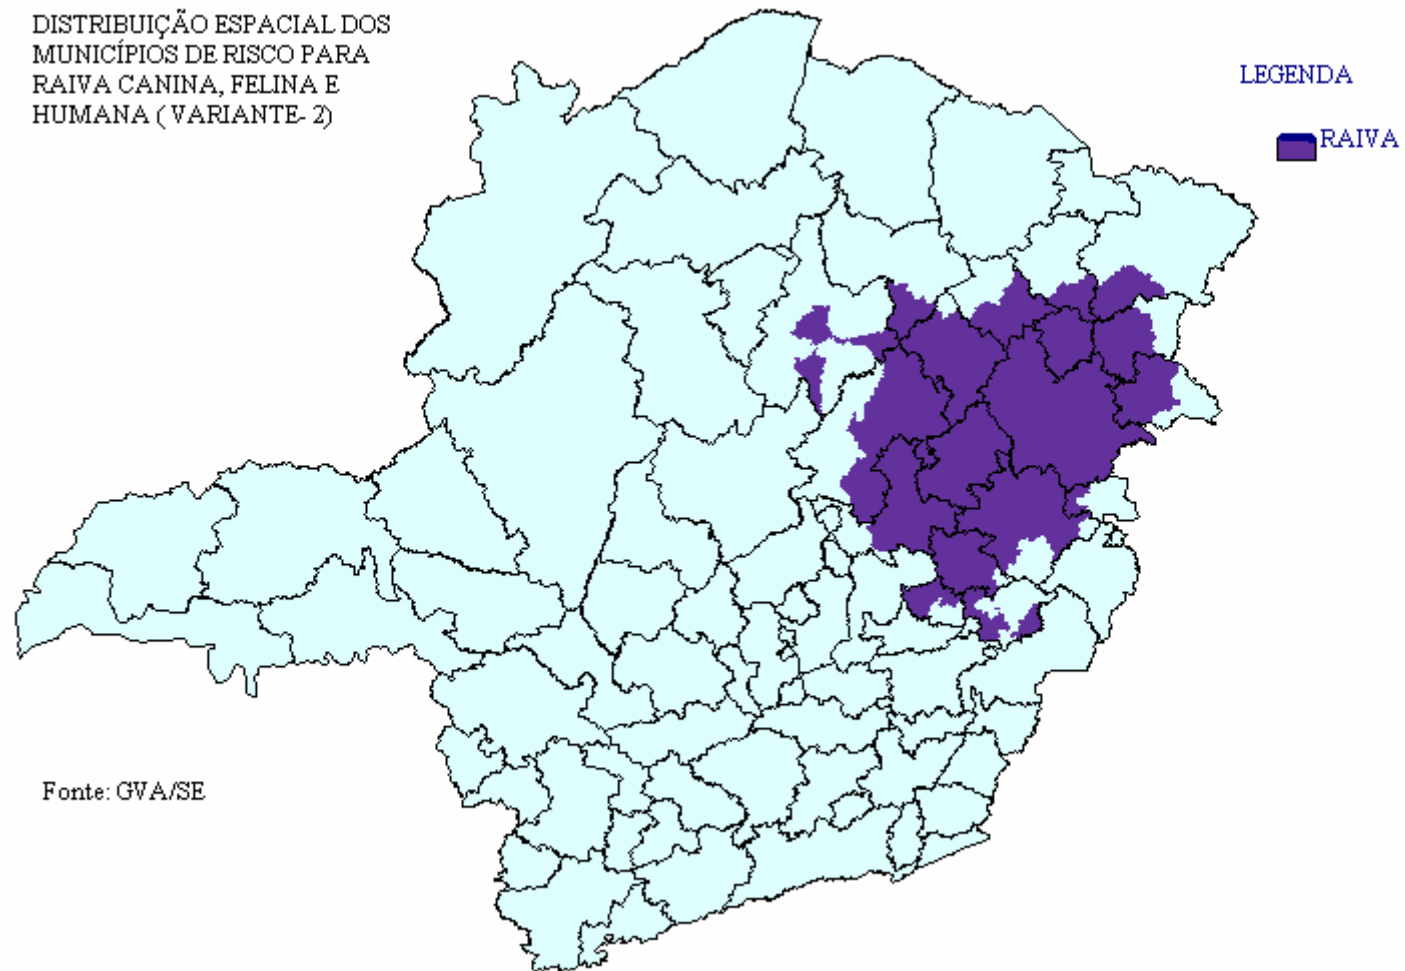 DISTRIBUIÇÃO ESPACIAL DOS
MUNICÍPIOS DE RISCO PARA
RAIVA CANINA, FELINA E
HUMANA ( VARIANTE- 2)
LEGENDA
RAIVA
Fonte: GVA/SE